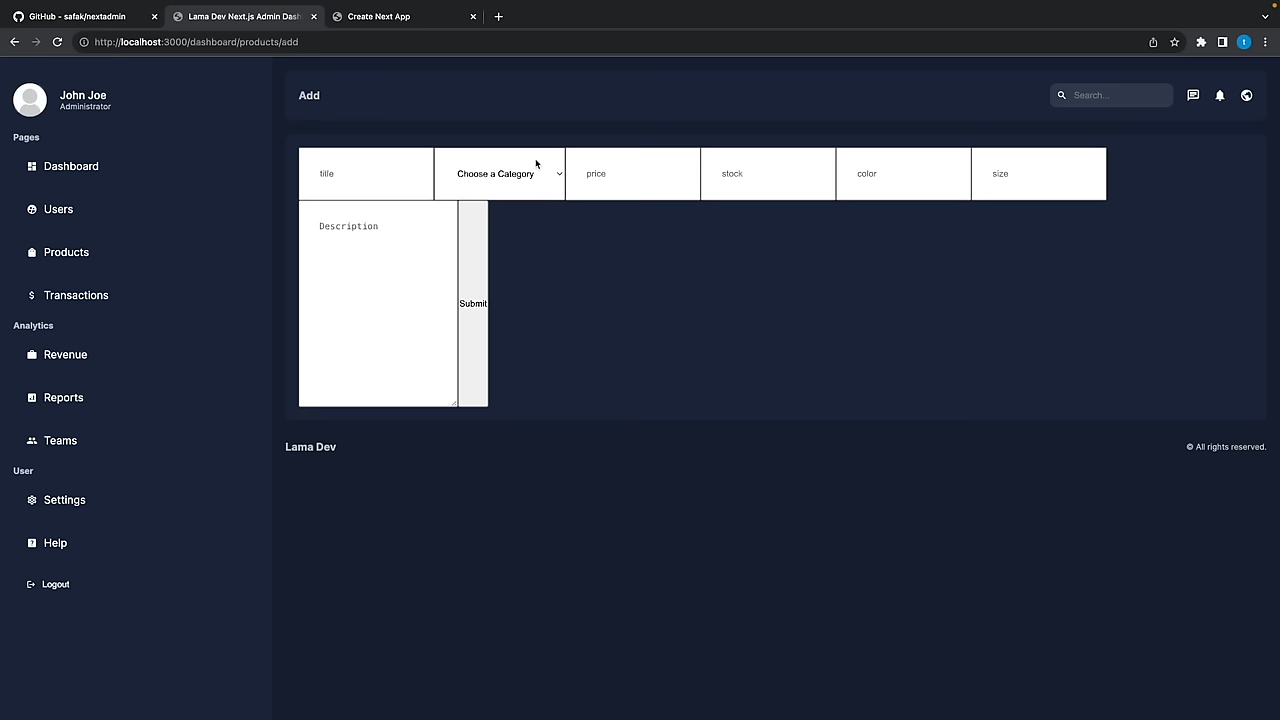 GitHub - safak/nextadmin
Lama Dev Next.js Admin Dash
Create Next App
http://localhost:3000/dashboard/products/add
t
John Joe
Administrator
Pages
Dashboard
Users
Products
Transactions
Analytics
Revenue
Reports
Teams
User
Settings
Help
Logout
Add
Search...
title
Choose a Category
price
stock
color
size
Description
Submit
Lama Dev
© All rights reserved.